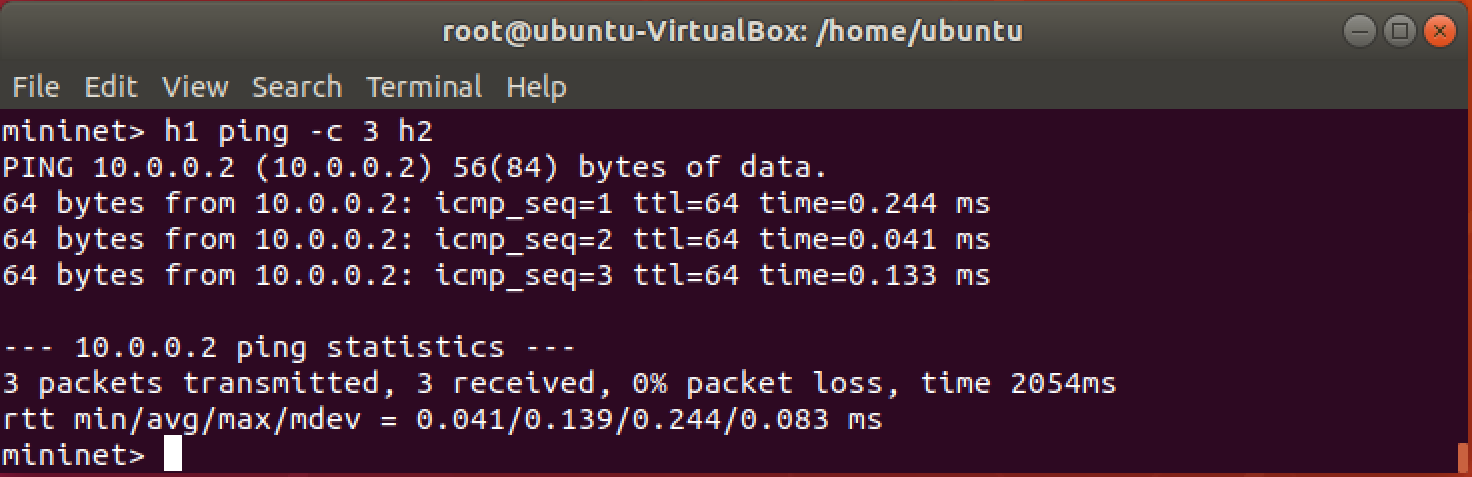 root@ubuntu-VirtualBox: /home/ubuntu
File Edit View Search Terminal Help
mininet> h1 ping -c 3 h2
PING 10.0.0.2 (10.0.0.2) 56(84) bytes of data.
64 bytes from 10.0.0.2: icmp_seq=1 ttl=64 time=0.244 ms
64 bytes from 10.0.0.2: icmp_seq=2 ttl=64 time=0.041 ms
64 bytes from 10.0.0.2: icmp_seq=3 ttl=64 time=0.133 ms
--- 10.0.0.2 ping statistics ---
3 packets transmitted, 3 received, 0% packet loss, time 2054ms
rtt min/avg/max/mdev = 0.041/0.139/0.244/0.083 ms
mininet>